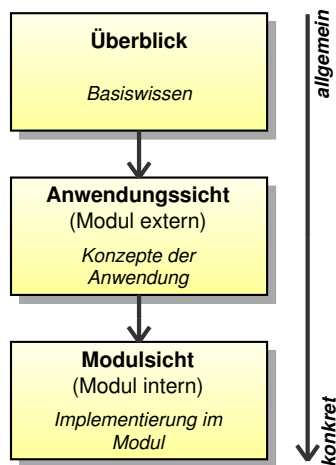 Überblick
Basiswissen
Anwendungssicht
(Modul extern)
Konzepte der
Anwendung
Modulsicht
(Modul intern)
Implementierung im
Modul
allgemein
konkret